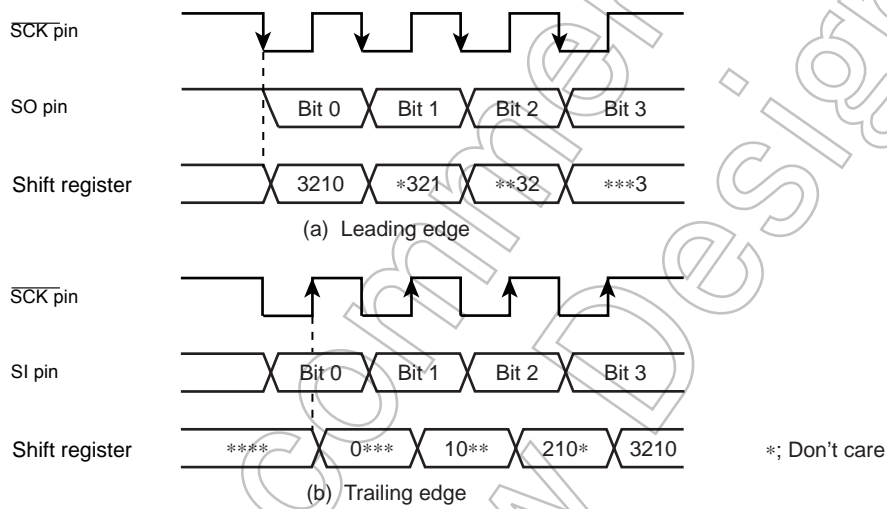 SCK pin
SO pin
Bit 0 Bit 1 Bit 2 Bit 3
Shift register
3210 *321 **32 ***3
(a) Leading edge
SCK pin
SI pin
Bit 0 Bit 1 Bit 2 Bit 3
Shift register
**** 0*** 10** 210* 3210
*; Don't care
(b) Trailing edge